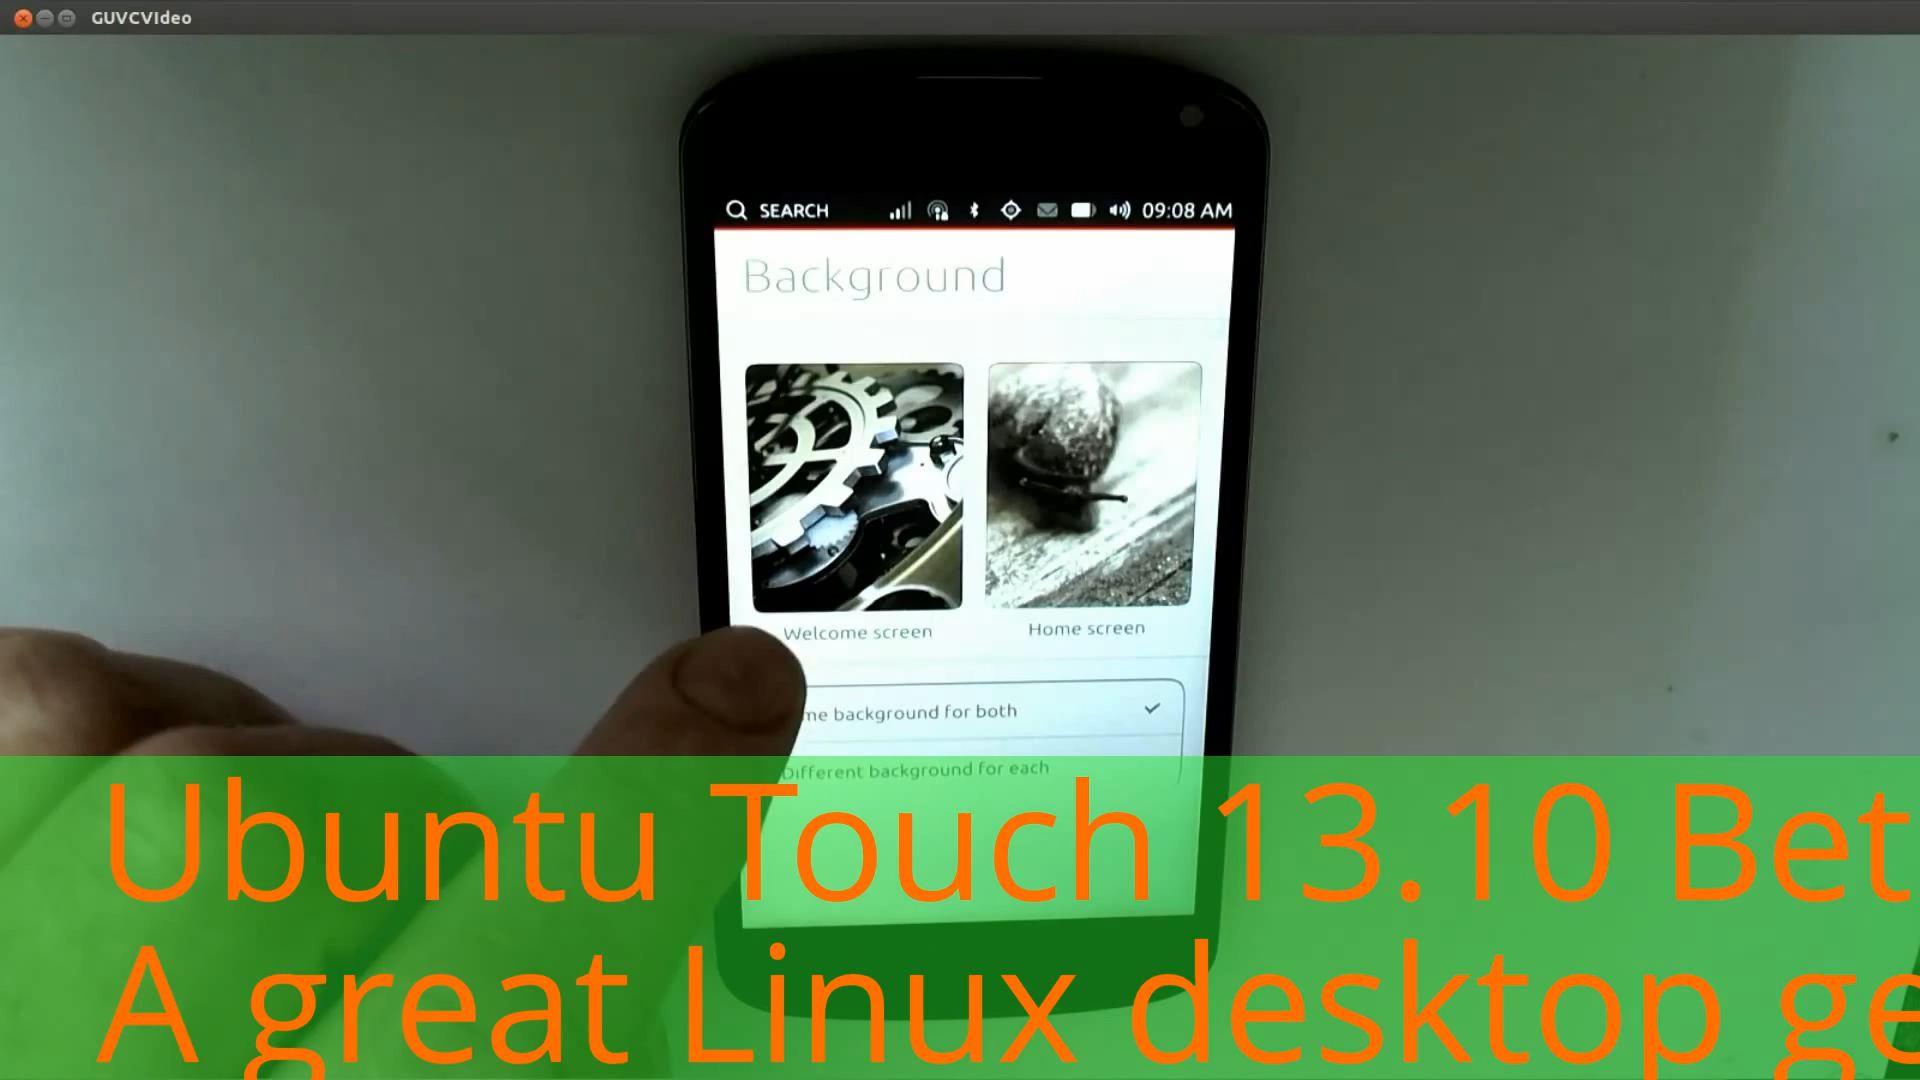 GUVCVIdeo
SEARCH 09:08 AM
Background
Welcome screen Home screen
me background for both
Different background for each
Ubuntu Touch 13.10 Bet
A great Linux desktop ge